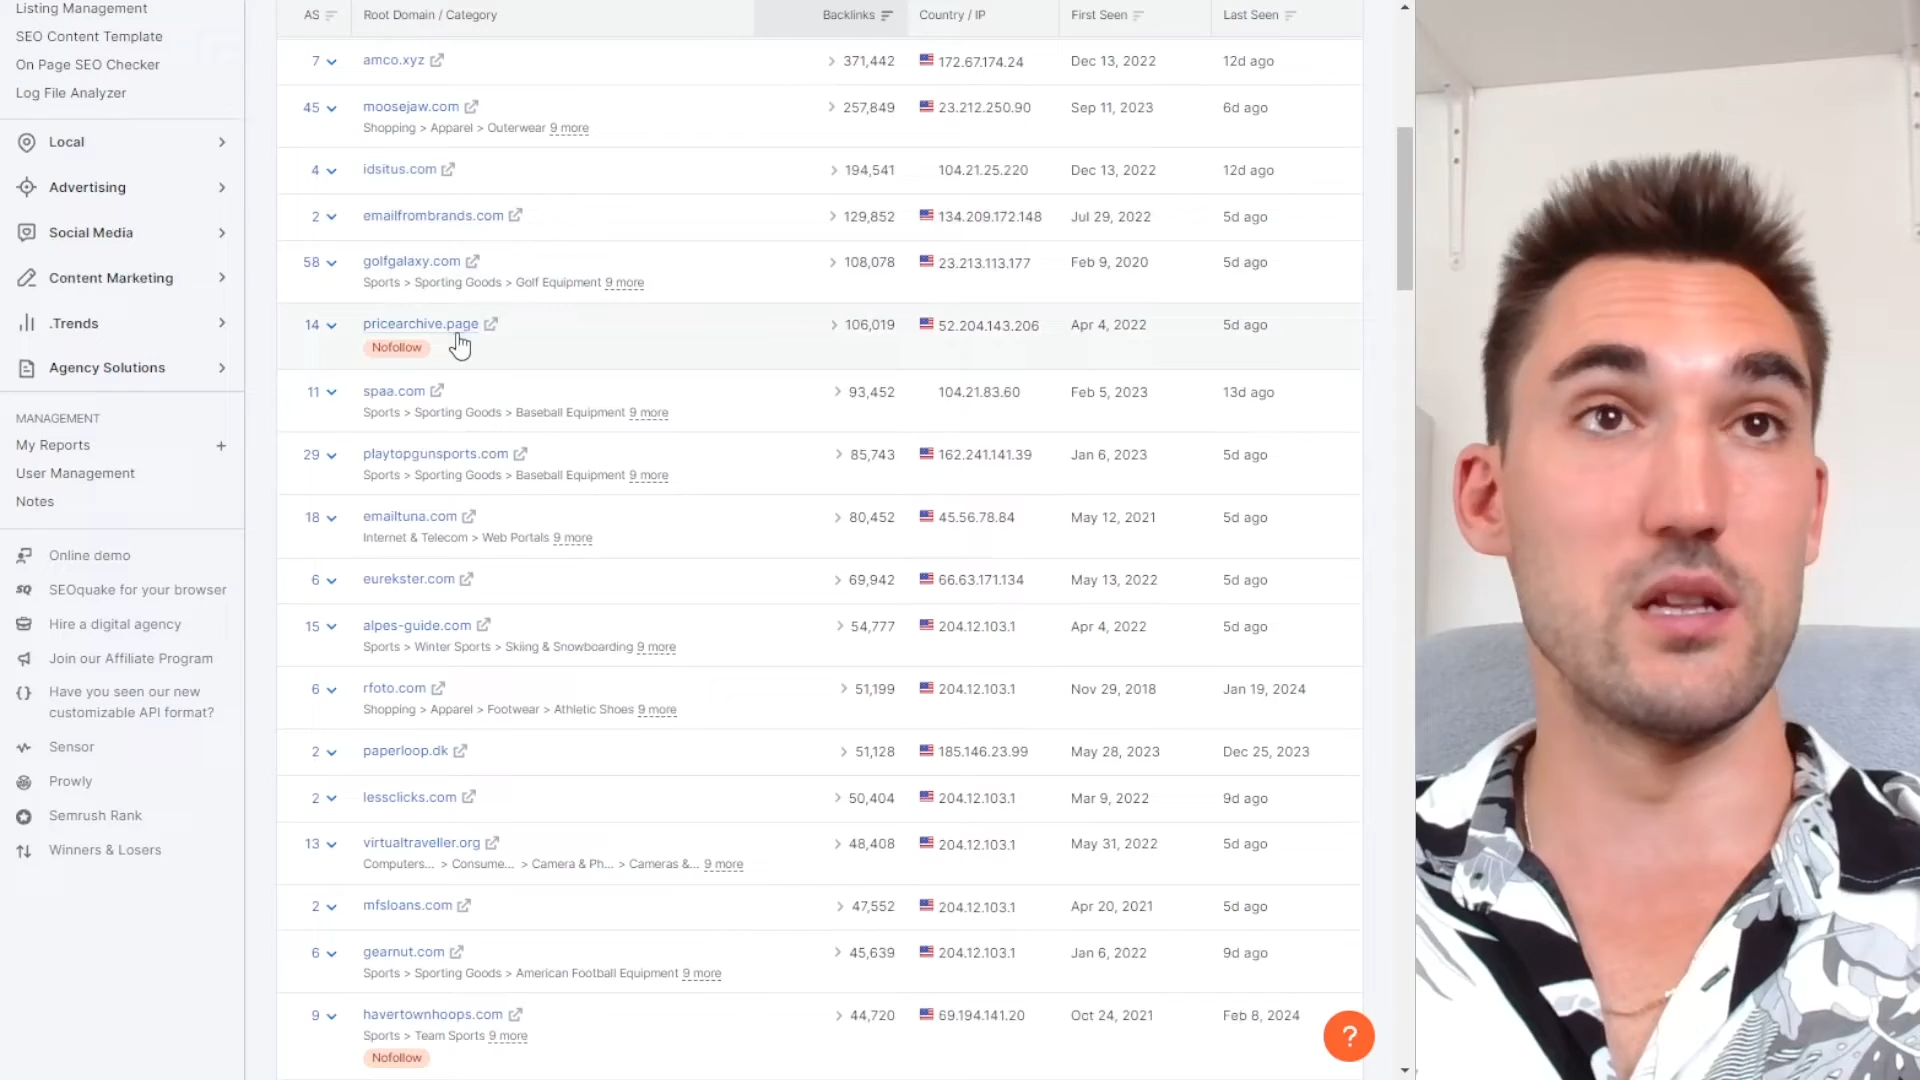 Listing Management
SEO Content Template
On Page SEO Checker
Log File Analyzer
Local
Advertising
Social Media
Content Marketing
.Trends
Agency Solutions
MANAGEMENT
My Reports +
User Management
Notes
Online demo
SEOquake for your browser
Hire a digital agency
Join our Affiliate Program
Have you seen our new
customizable API format?
Sensor
Prowly
Semrush Rank
Winners & Losers
AS Root Domain / Category Backlinks Country / IP First Seen Last Seen
7 amco.xyz > 371,442 172.67.174.24 Dec 13, 2022 12d ago
45 moosejaw.com > 257,849 23.212.250.90 Sep 11, 2023 6d ago
Shopping > Apparel > Outerwear 9 more
4 idsitus.com > 194,541 104.21.25.220 Dec 13, 2022 12d ago
2 emailfrombrands.com > 129,852 134.209.172.148 Jul 29, 2022 5d ago
58 golfgalaxy.com > 108,078 23.213.113.177 Feb 9, 2020 5d ago
Sports > Sporting Goods > Golf Equipment 9 more
14 pricearchive.page > 106,019 52.204.143.206 Apr 4, 2022 5d ago
Nofollow
11 spaa.com > 93,452 104.21.83.60 Feb 5, 2023 13d ago
Sports > Sporting Goods > Baseball Equipment 9 more
29 playtopgunsports.com > 85,743 162.241.141.39 Jan 6, 2023 5d ago
Sports > Sporting Goods > Baseball Equipment 9 more
18 emailtuna.com > 80,452 45.56.78.84 May 12, 2021 5d ago
Internet & Telecom > Web Portals 9 more
6 eurekster.com > 69,942 66.63.171.134 May 13, 2022 5d ago
15 alpes-guide.com > 54,777 204.12.103.1 Apr 4, 2022 5d ago
Sports > Winter Sports > Skiing & Snowboarding 9 more
6 rfoto.com > 51,199 204.12.103.1 Nov 29, 2018 Jan 19, 2024
Shopping > Apparel > Footwear > Athletic Shoes 9 more
2 paperloop.dk > 51,128 185.146.23.99 May 28, 2023 Dec 25, 2023
2 lessclicks.com > 50,404 204.12.103.1 Mar 9, 2022 9d ago
13 virtualtraveller.org > 48,408 204.12.103.1 May 31, 2022 5d ago
Computers... > Consume... > Camera & Ph... > Cameras &... 9 more
2 mfsloans.com > 47,552 204.12.103.1 Apr 20, 2021 5d ago
6 gearnut.com > 45,639 204.12.103.1 Jan 6, 2022 9d ago
Sports > Sporting Goods > American Football Equipment 9 more
9 havertownhoops.com > 44,720 69.194.141.20 Oct 24, 2021 Feb 8, 2024
Sports > Team Sports 9 more
Nofollow
?